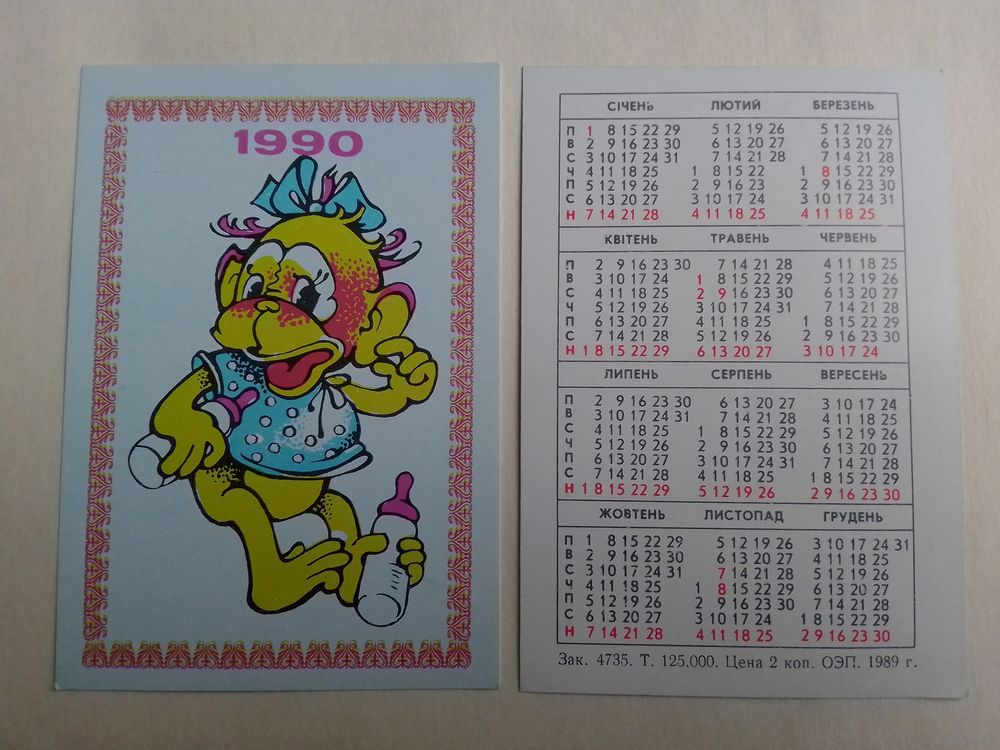 1990
СІЧЕНЬ ЛЮТИЙ БЕРЕЗЕНЬ
П 1 8 15 22 29 5 12 19 26 5 12 19 26
В 2 9 16 23 30 6 13 20 27 6 13 20 27
С 3 10 17 24 31 7 14 21 28 7 14 21 28
Ч 4 11 18 25 1 8 15 22 1 8 15 22 29
П 5 12 19 26 2 9 16 23 2 9 16 23 30
С 6 13 20 27 3 10 17 24 3 10 17 24 31
Н 7 14 21 28 4 11 18 25 4 11 18 25
КВІТЕНЬ ТРАВЕНЬ ЧЕРВЕНЬ
П 2 9 16 23 30 7 14 21 28 4 11 18 25
В 3 10 17 24 1 8 15 22 29 5 12 19 26
С 4 11 18 25 2 9 16 23 30 6 13 20 27
Ч 5 12 19 26 3 10 17 24 31 7 14 21 28
П 6 13 20 27 4 11 18 25 1 8 15 22 29
С 7 14 21 28 5 12 19 26 2 9 16 23 30
Н 1 8 15 22 29 6 13 20 27 3 10 17 24
ЛИПЕНЬ СЕРПЕНЬ ВЕРЕСЕНЬ
П 2 9 16 23 30 6 13 20 27 3 10 17 24
В 3 10 17 24 31 7 14 21 28 4 11 18 25
С 4 11 18 25 1 8 15 22 29 5 12 19 26
Ч 5 12 19 26 2 9 16 23 30 6 13 20 27
П 6 13 20 27 3 10 17 24 31 7 14 21 28
С 7 14 21 28 4 11 18 25 1 8 15 22 29
Н 1 8 15 22 29 5 12 19 26 2 9 16 23 30
ЖОВТЕНЬ ЛИСТОПАД ГРУДЕНЬ
П 1 8 15 22 29 5 12 19 26 3 10 17 24 31
В 2 9 16 23 30 6 13 20 27 4 11 18 25
С 3 10 17 24 31 7 14 21 28 5 12 19 26
Ч 4 11 18 25 1 8 15 22 29 6 13 20 27
П 5 12 19 26 2 9 16 23 30 7 14 21 28
С 6 13 20 27 3 10 17 24 1 8 15 22 29
Н 7 14 21 28 4 11 18 25 2 9 16 23 30
Зак. 4735. Т. 125.000. Цена 2 коп. ОЭП. 1989 г.